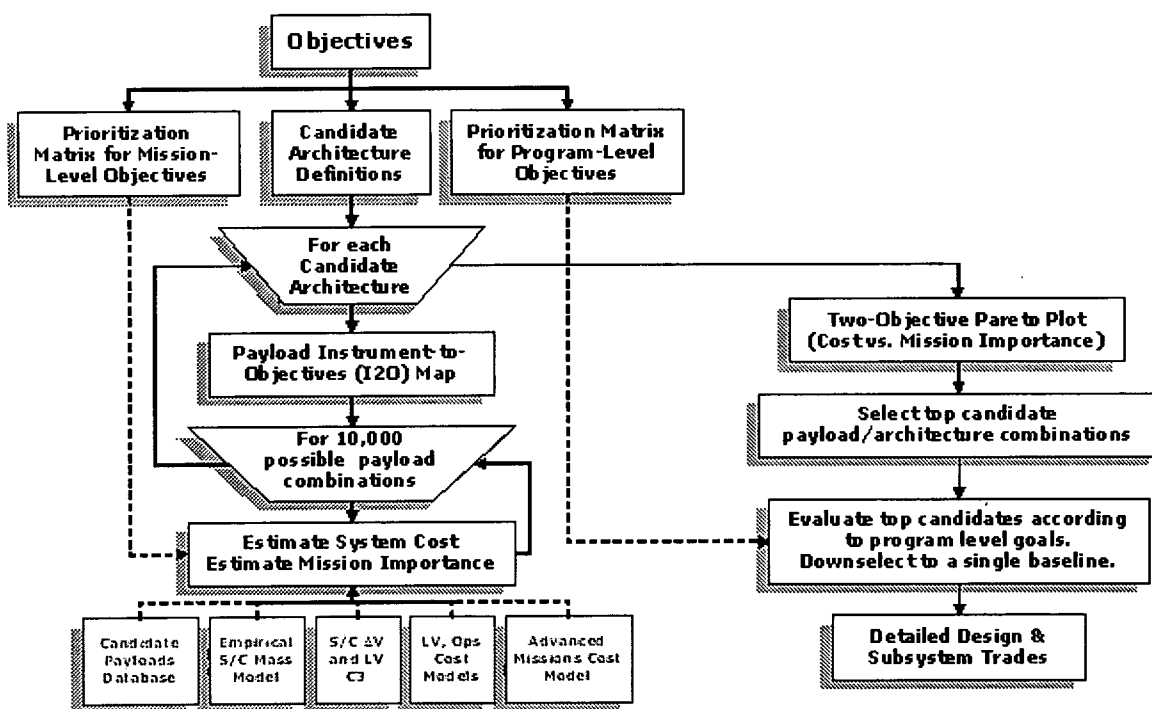 Objectives
Prioritization
Matrix for Mission-
Level Objectives
Candidate
Architecture
Definitions
Prioritization Matrix
for Program-Level
Objectives
For each
Candidate
Architecture
Payload Instrument-to-
Objectives (I2O) Map
For 10,000
possible payload
combinations
Estimate System Cost
Estimate Mission Importance
Candidate
Payloads
Database
Empirical
S/C Mass
Model
S/C ΔV
and LV
C3
LV, Ops
Cost
Models
Advanced
Missions Cost
Model
Two-Objective Pareto Plot
(Cost vs. Mission Importance)
Select top candidate
payload/architecture combinations
Evaluate top candidates according
to program level goals.
Downselect to a single baseline.
Detailed Design &
Subsystem Trades